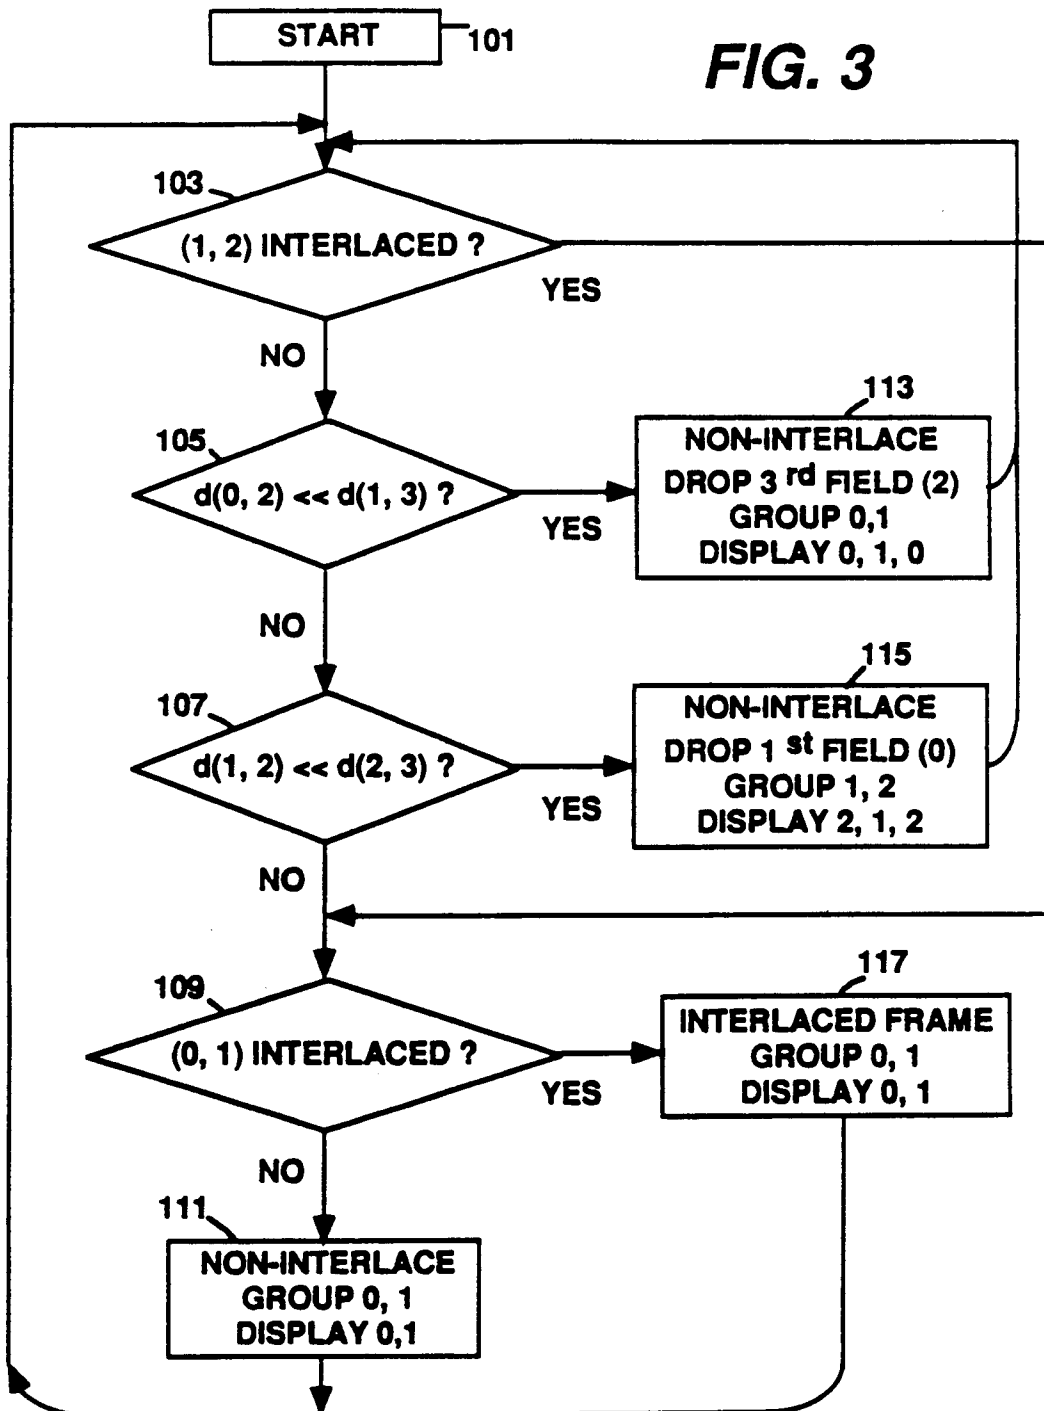 START
101
FIG. 3
103
(1, 2) INTERLACED ?
YES
NO
105
d(0, 2) << d(1, 3) ?
YES
113
NON-INTERLACE
DROP 3 rd FIELD (2)
GROUP 0,1
DISPLAY 0, 1, 0
NO
107
d(1, 2) << d(2, 3) ?
YES
115
NON-INTERLACE
DROP 1 st FIELD (0)
GROUP 1, 2
DISPLAY 2, 1, 2
NO
109
(0, 1) INTERLACED ?
YES
117
INTERLACED FRAME
GROUP 0, 1
DISPLAY 0, 1
NO
111
NON-INTERLACE
GROUP 0, 1
DISPLAY 0,1